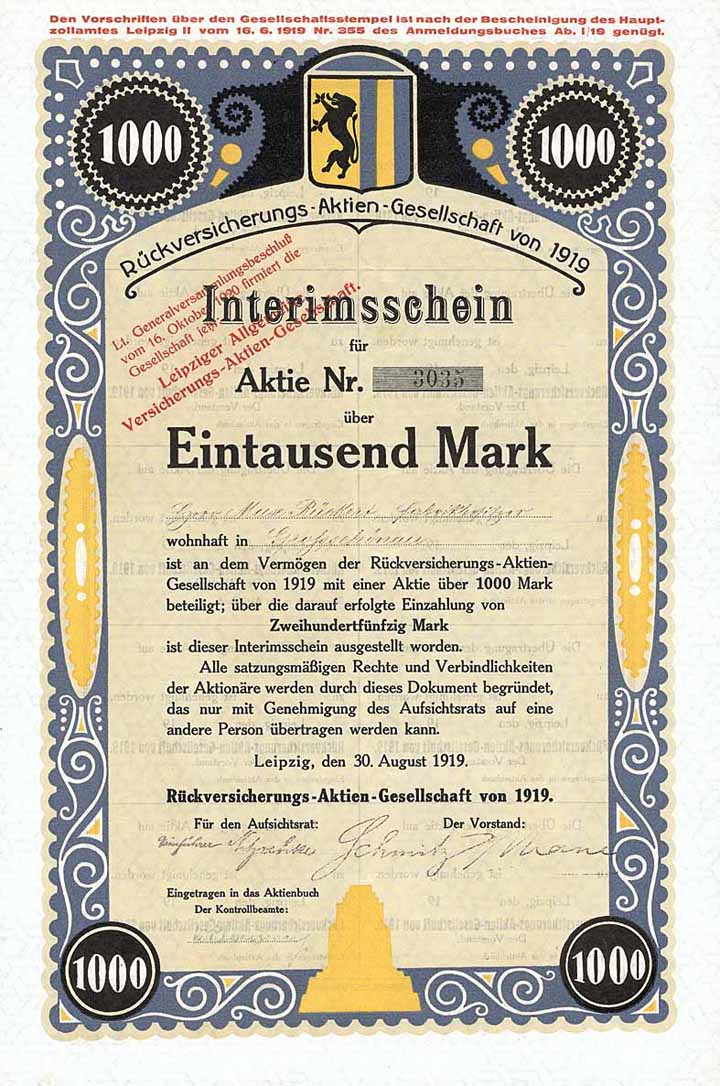 Den Vorschriften über den Gesellschaftsstempel ist nach der Bescheinigung des Haupt-
zollamtes Leipzig II vom 16. 6. 1919 Nr. 355 des Anmeldungsbuches Ab. I/19 genügt.
1000
1000
Rückversicherungs-Aktien-Gesellschaft von 1919
Lt. Generalversammlungsbeschluß
vom 16. Oktober 1920 firmiert die
Gesellschaft jetzt
Leipziger Allgemeine
Versicherungs-Aktien-Gesellschaft.
Interimsschein
für
Aktie Nr. 3035
über
Eintausend Mark
Herr Max
wohnhaft in Grossschönau
ist an dem Vermögen der Rückversicherungs-Aktien-
Gesellschaft von 1919 mit einer Aktie über 1000 Mark
beteiligt; über die darauf erfolgte Einzahlung von
Zweihundertfünfzig Mark
ist dieser Interimsschein ausgestellt worden.
Alle satzungsmäßigen Rechte und Verbindlichkeiten
der Aktionäre werden durch dieses Dokument begründet,
das nur mit Genehmigung des Aufsichtsrats auf eine
andere Person übertragen werden kann.
Leipzig, den 30. August 1919.
Rückversicherungs-Aktien-Gesellschaft von 1919.
Für den Aufsichtsrat: Der Vorstand:
Schmitz
Eingetragen in das Aktienbuch
Der Kontrollbeamte:
1000
1000